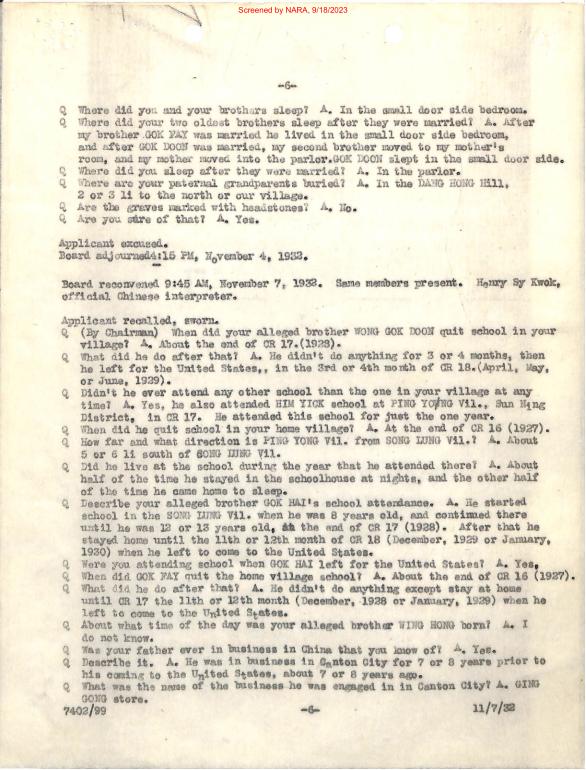 Screened by NARA, 9/18/2023
-6-
Q Where did you and your brothers sleep? A. In the small door side bedroom.
Q Where did your two oldest brothers sleep after they were married? A. After
my brother GOK FAY was married he lived in the small door side bedroom,
and after GOK DOON was married, my second brother moved to my mother's
room, and my mother moved into the parlor.GOK DOON slept in the small door side.
Q Where did you sleep after they were married? A. In the parlor.
Q Where are your paternal grandparents buried? A. In the DANG HONG Hill,
2 or 3 li to the north or our village.
Q Are the graves marked with headstones? A. No.
Q Are you sure of that? A. Yes.
Applicant excused.
Board adjourned4:15 PM, November 4, 1932.
Board reconvened 9:45 AM, November 7, 1932. Same members present. Henry Sy Kwok,
official Chinese interpreter.
Applicant recalled, sworn.
Q (By Chairman) When did your alleged brother WONG GOK DOON quit school in your
village? A. About the end of CR 17.(1928).
Q What did he do after that? A. He didn't do anything for 3 or 4 months, then
he left for the United States,, in the 3rd or 4th month of CR 18.(April, May,
or June, 1929).
Q Didn't he ever attend any other school than the one in your village at any
time? A. Yes, he also attended HIM YICK school at PING YONG Vil., Sun Ning
District, in CR 17. He attended this school for just the one year.
Q When did he quit school in your home village? A. At the end of CR 16 (1927).
Q How far and what direction is PING YONG Vil. from SONG LUNG Vil.? A. About
5 or 6 li south of SONG LUNG Vil.
Q Did he live at the school during the year that he attended there? A. About
half of the time he stayed in the schoolhouse at nights, and the other half
of the time he came home to sleep.
Q Describe your alleged brother GOK HAI's school attendance. A. He started
school in the SONG LUNG Vil. when he was 8 years old, and continued there
until he was 12 or 13 years old, at the end of CR 17 (1928). After that he
stayed home until the 11th or 12th month of CR 18 (December, 1929 or January,
1930) when he left to come to the United States.
Q Were you attending school when GOK HAI left for the United States? A. Yes,
Q When did GOK FAY quit the home village school? A. About the end of CR 16 (1927).
Q What did he do after that? A. He didn't do anything except stay at home
until CR 17 the 11th or 12th month (December, 1928 or January, 1929) when he
left to come to the United States.
Q About what time of the day was your alleged brother WING HONG born? A. I
do not know.
Q Was your father ever in business in China that you know of? A. Yes.
Q Describe it. A. He was in business in Canton City for 7 or 8 years prior to
his coming to the United States, about 7 or 8 years ago.
Q What was the name of the business he was engaged in in Canton City? A. GING
GONG store.
7402/99 -6- 11/7/32